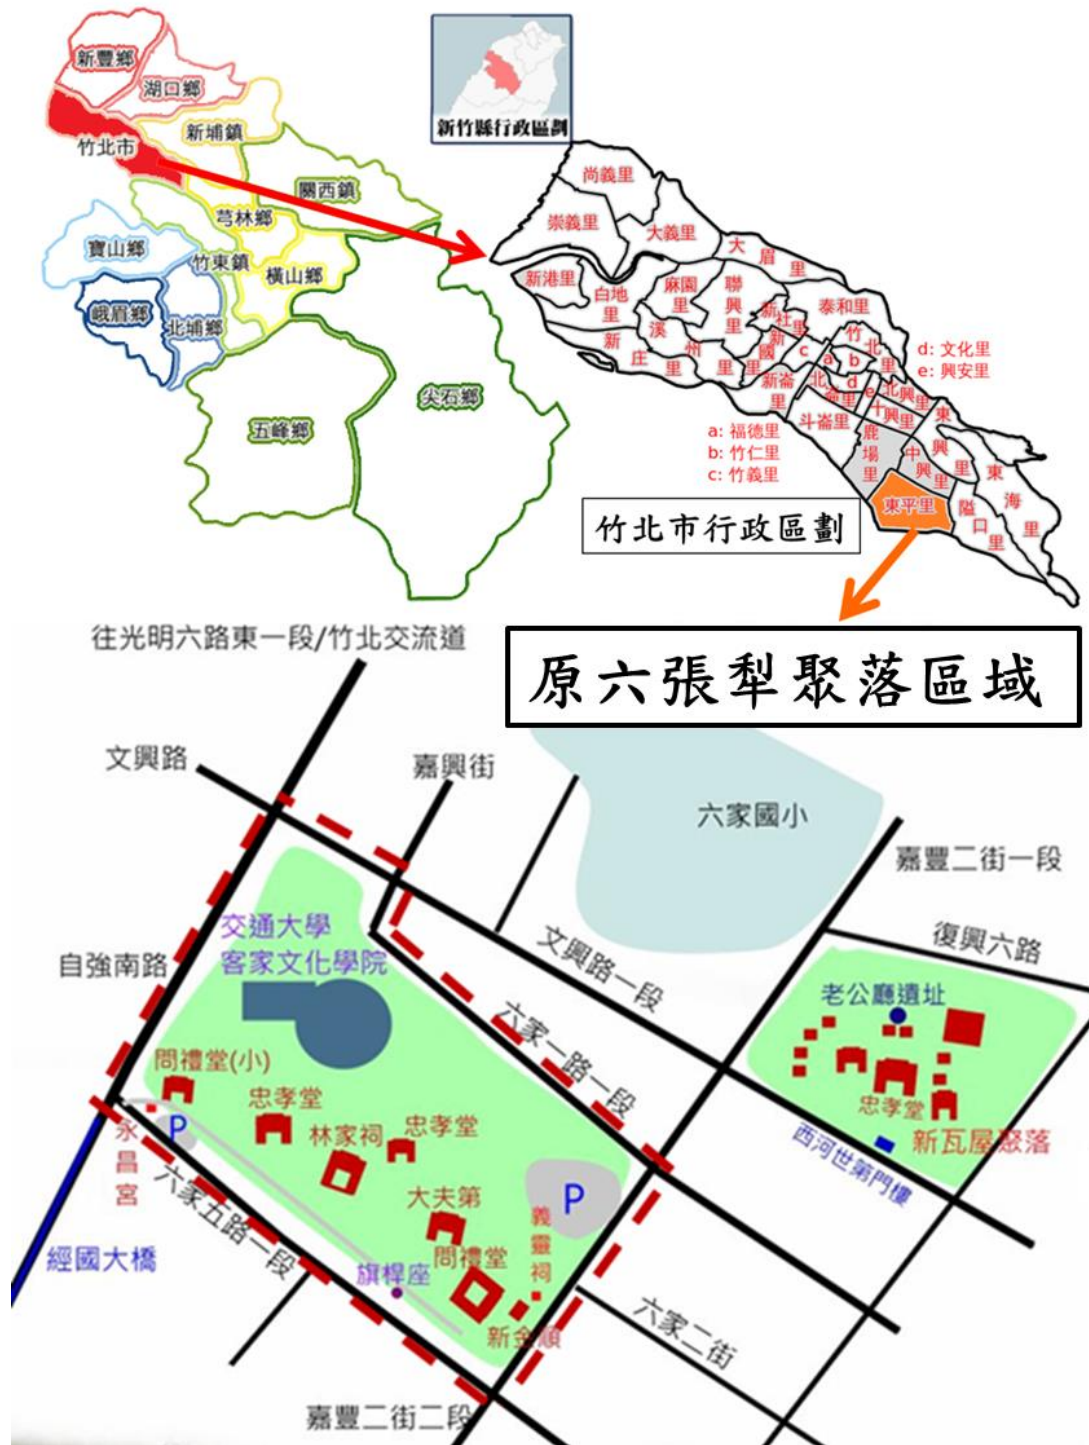 新豐鄉
湖口鄉
竹北市
新埔鎮
關西鎮
芎林鄉
寶山鄉
竹東鎮
橫山鄉
峨眉鄉
北埔鄉
五峰鄉
尖石鄉
新竹縣行政區劃
尚義里
崇義里
大義里
大眉里
新港里
白地里
麻園里
聯興里
新社里
泰和里
新庄里
溪州里
新國里
竹北里
c
a
b
d
e
新崙里
北崙里
北興里
十興里
斗崙里
鹿場里
中興里
東興里
東海里
隘口里
東平里
d: 文化里
e: 興安里
a: 福德里
b: 竹仁里
c: 竹義里
竹北市行政區劃
原六張犁聚落區域
往光明六路東一段/竹北交流道
文興路
嘉興街
六家國小
嘉豐二街一段
復興六路
自強南路
交通大學
客家文化學院
文興路一段
六家一路一段
老公廳遺址
忠孝堂
新瓦屋聚落
西河世第門樓
問禮堂(小)
忠孝堂
林家祠
忠孝堂
P
永昌宮
大夫第
P
義靈祠
問禮堂
六家五路一段
旗桿座
新金順
經國大橋
六家二街
嘉豐二街二段